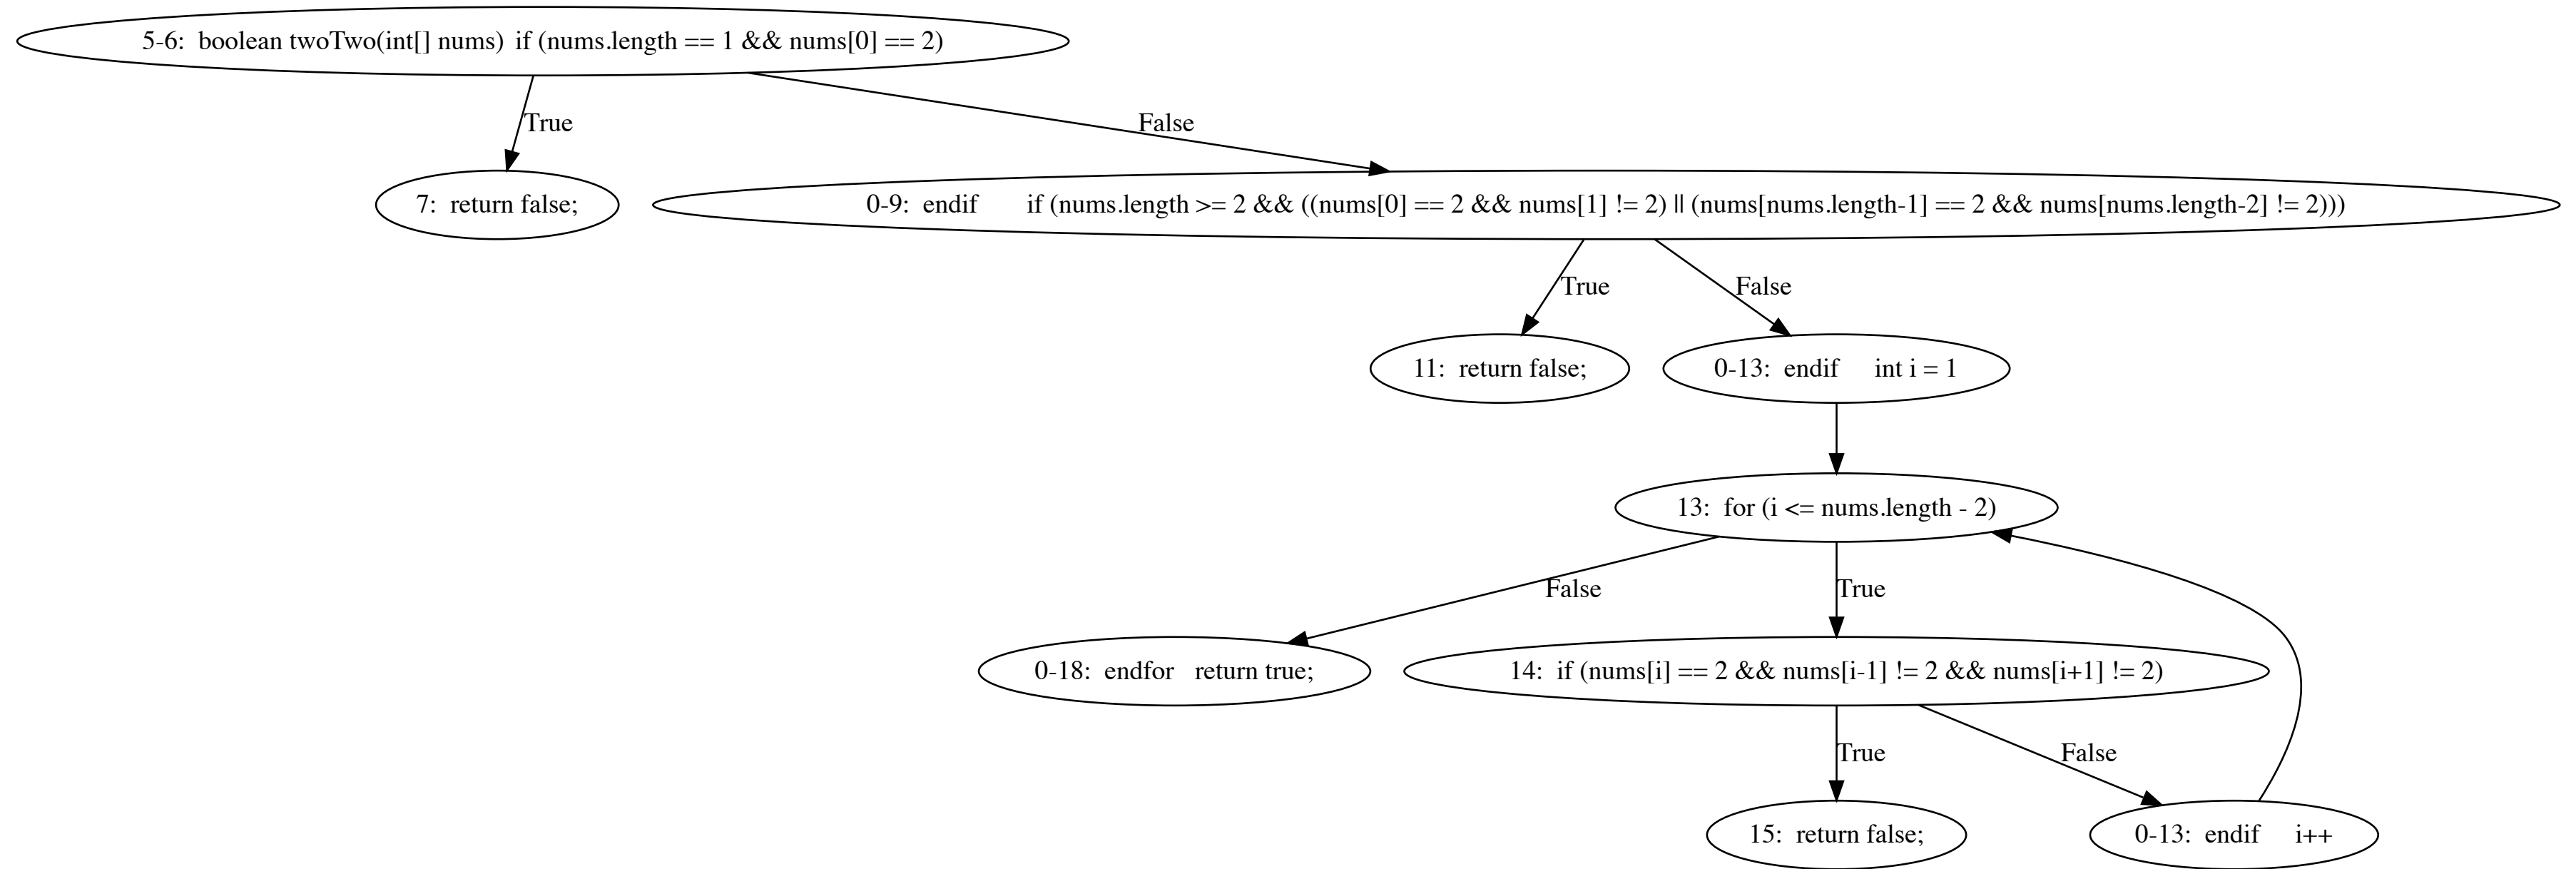 5-6: boolean twoTwo(int[] nums) if (nums.length == 1 && nums[0] == 2)
True
False
7: return false;
0-9: endif if (nums.length >= 2 && ((nums[0] == 2 && nums[1] != 2) || (nums[nums.length-1] == 2 && nums[nums.length-2] != 2)))
True
False
11: return false;
0-13: endif int i = 1
13: for (i <= nums.length - 2)
False
True
0-18: endfor return true;
14: if (nums[i] == 2 && nums[i-1] != 2 && nums[i+1] != 2)
True
False
15: return false;
0-13: endif i++